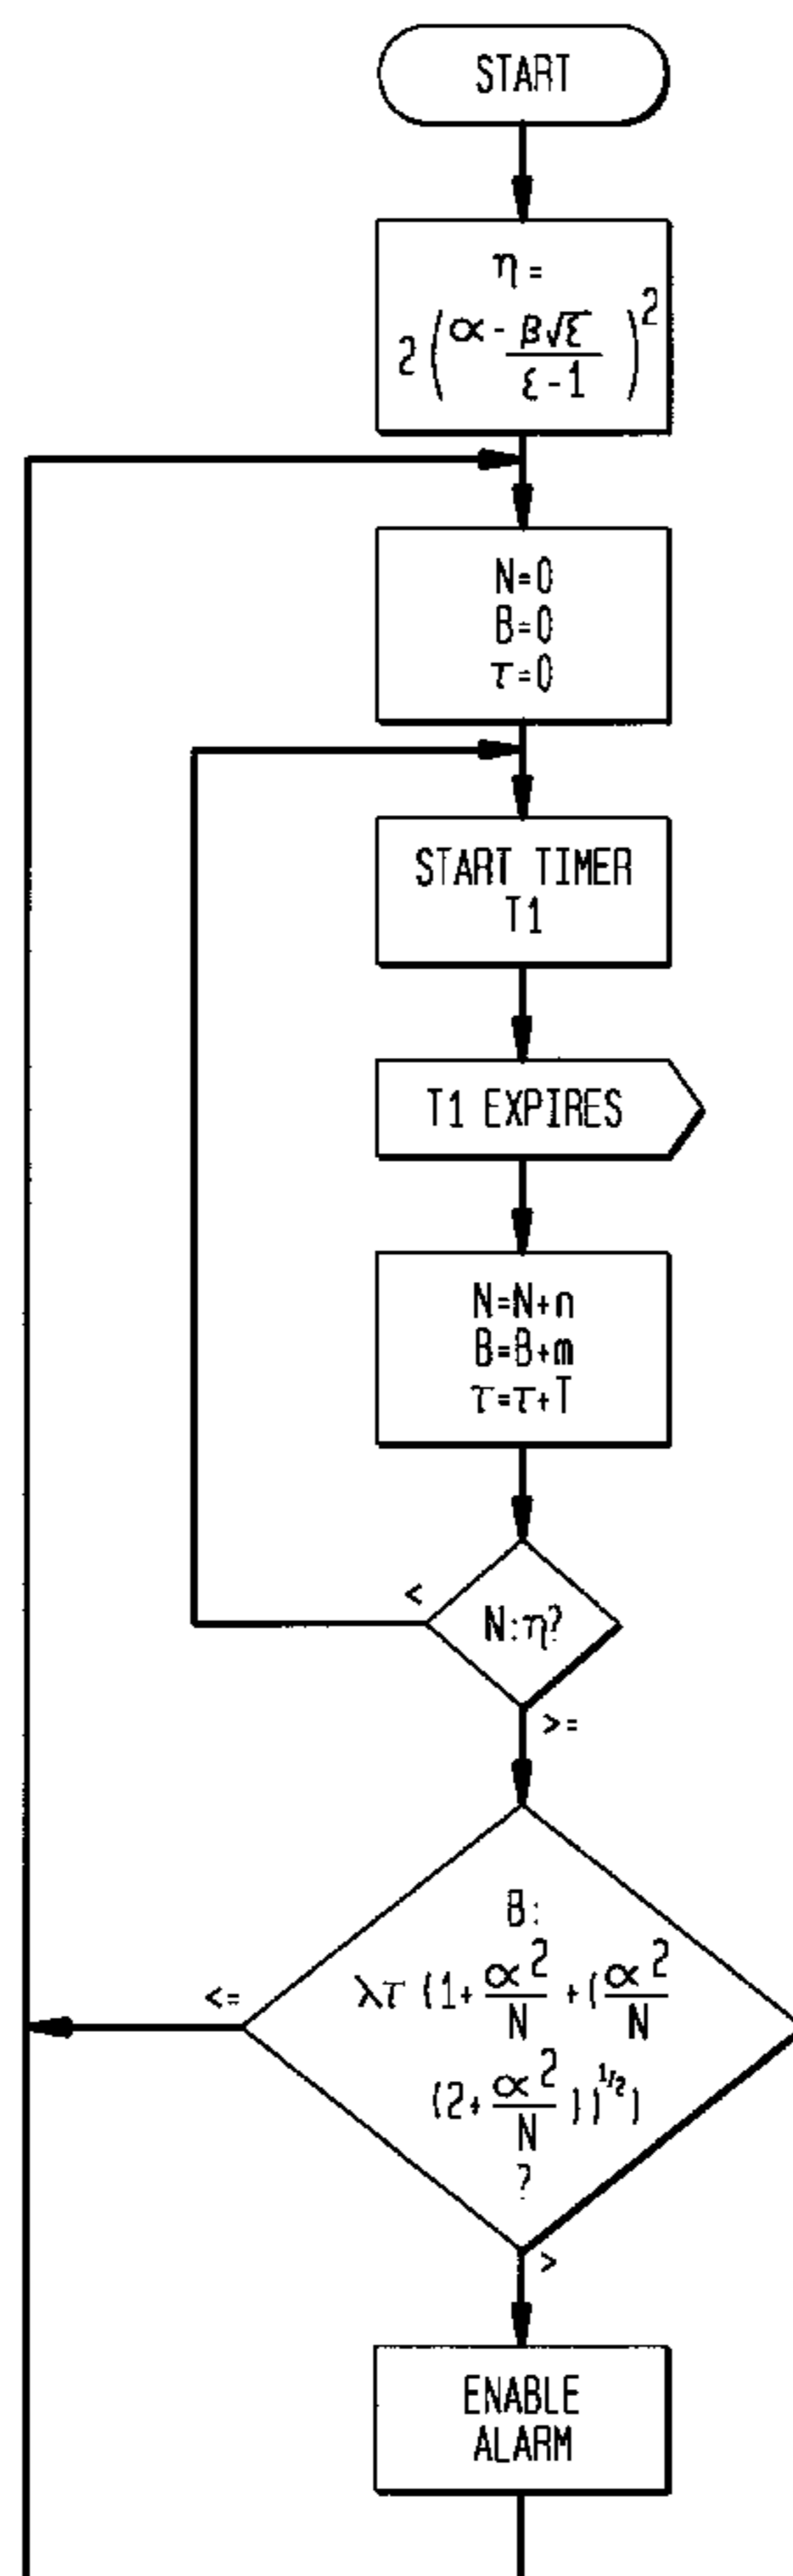 START
η =
2 ( α - β√ε / ε-1 )²
N=0
B=0
τ=0
START TIMER
T1
T1 EXPIRES
N=N+n
B=B+m
τ=τ+T
<
N:η?
>=
B:
<=
λτ (1+ α²/N +( α²/N
(2+ α²/N ))^1/2)
?
>
ENABLE
ALARM